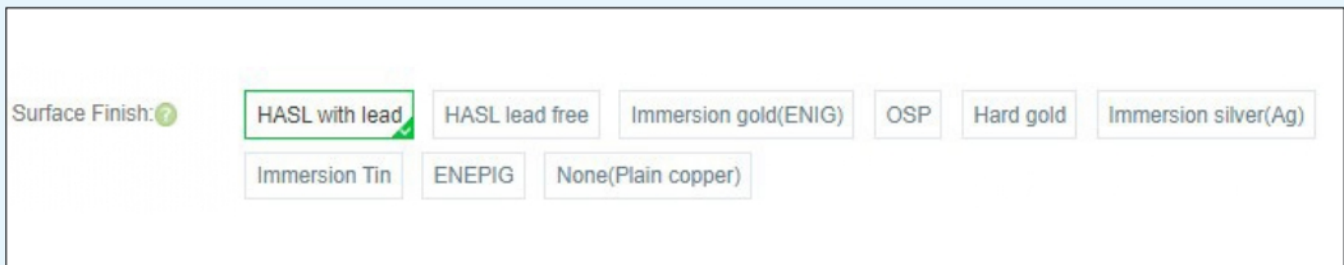 Surface Finish: HASL with lead HASL lead free Immersion gold(ENIG) OSP Hard gold Immersion silver(Ag)
Immersion Tin ENEPIG None(Plain copper)